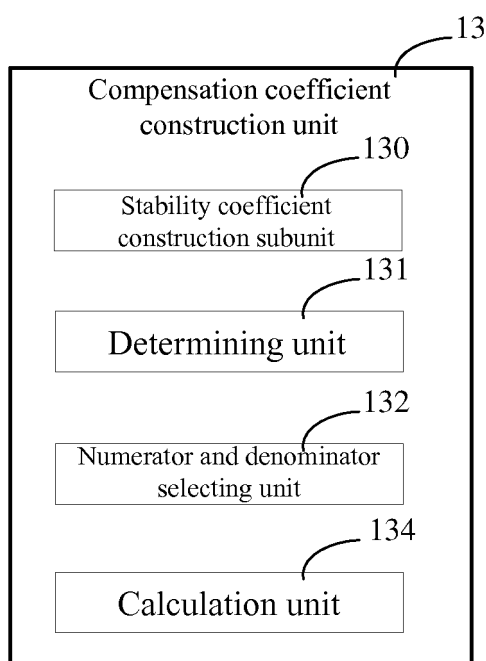 13
Compensation coefficient
construction unit
130
Stability coefficient
construction subunit
131
Determining unit
132
Numerator and denominator
selecting unit
134
Calculation unit